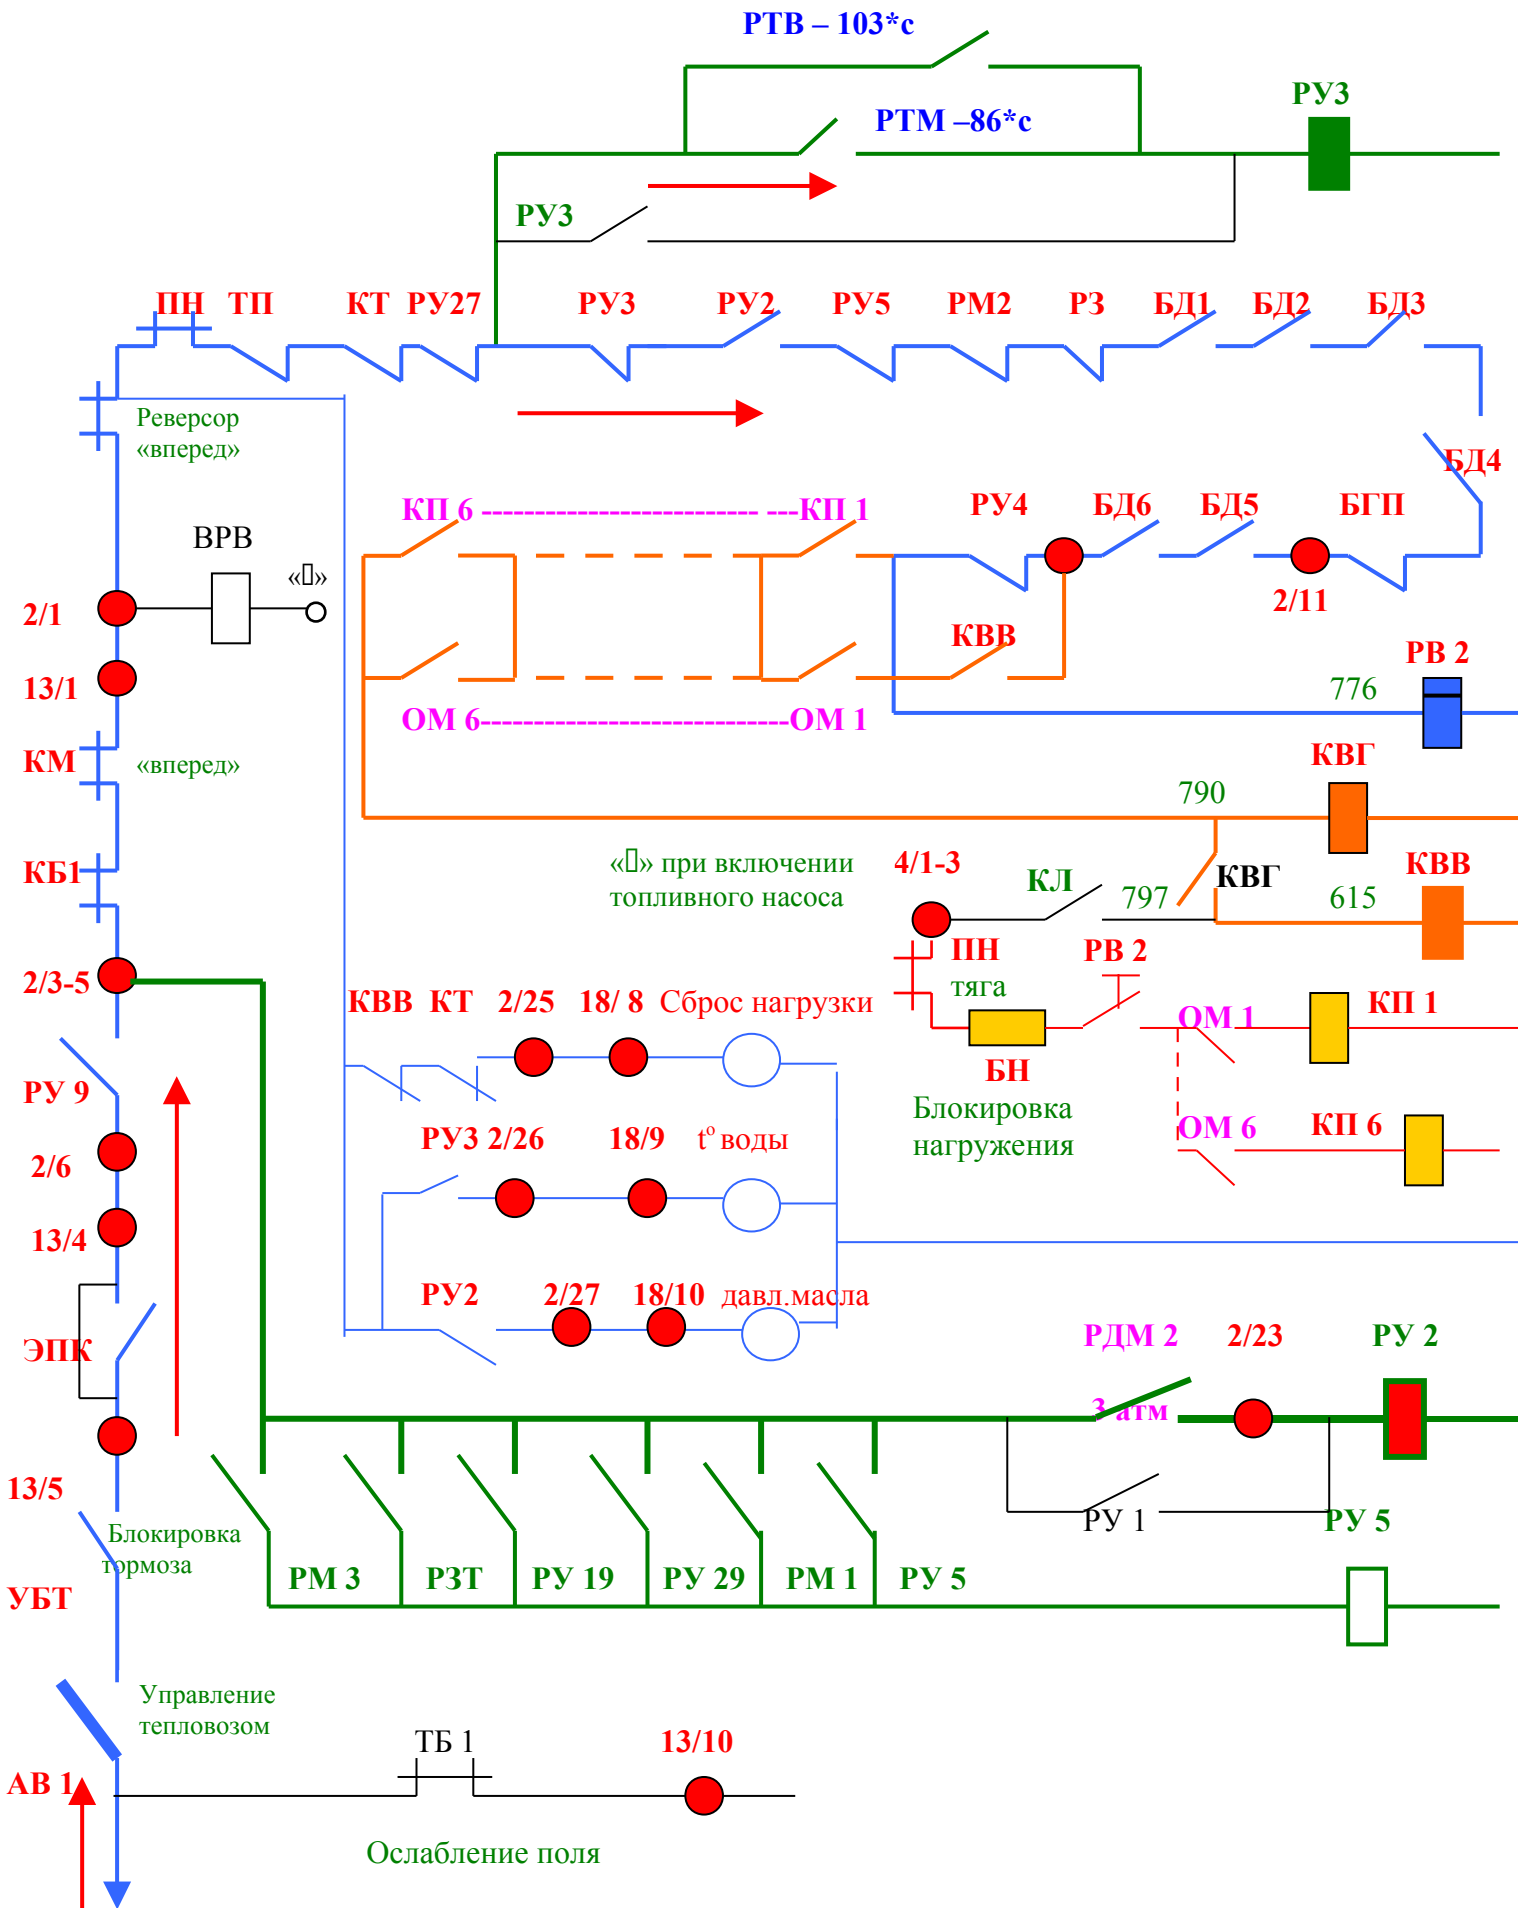 РТВ – 103*с
РУ3
РТМ –86*с
РУ3
ПН ТП КТ РУ27 РУ3 РУ2 РУ5 РМ2 РЗ БД1 БД2 БД3
Реверсор
«вперед»
БД4
КП 6 -------------------------- ---КП 1
РУ4 БД6 БД5 БГП
ВРВ
«▯»
2/1
2/11
КВВ
РВ 2
13/1
776
ОМ 6-----------------------------ОМ 1
КМ «вперед»
КВГ
790
«▯» при включении
топливного насоса
4/1-3
КЛ
797
КВГ
615
КВВ
КБ1
ПН
тяга
РВ 2
2/3-5
КВВ КТ 2/25 18/ 8 Сброс нагрузки
ОМ 1
КП 1
БН
Блокировка
нагружения
РУ 9
РУ3 2/26 18/9 tº воды
ОМ 6
КП 6
2/6
13/4
РУ2 2/27 18/10 давл.масла
ЭПК
РДМ 2 2/23 РУ 2
3 атм
13/5
РУ 1
РУ 5
Блокировка
тормоза
РМ 3 РЗТ РУ 19 РУ 29 РМ 1 РУ 5
УБТ
Управление
тепловозом
ТБ 1 13/10
АВ 1
Ослабление поля